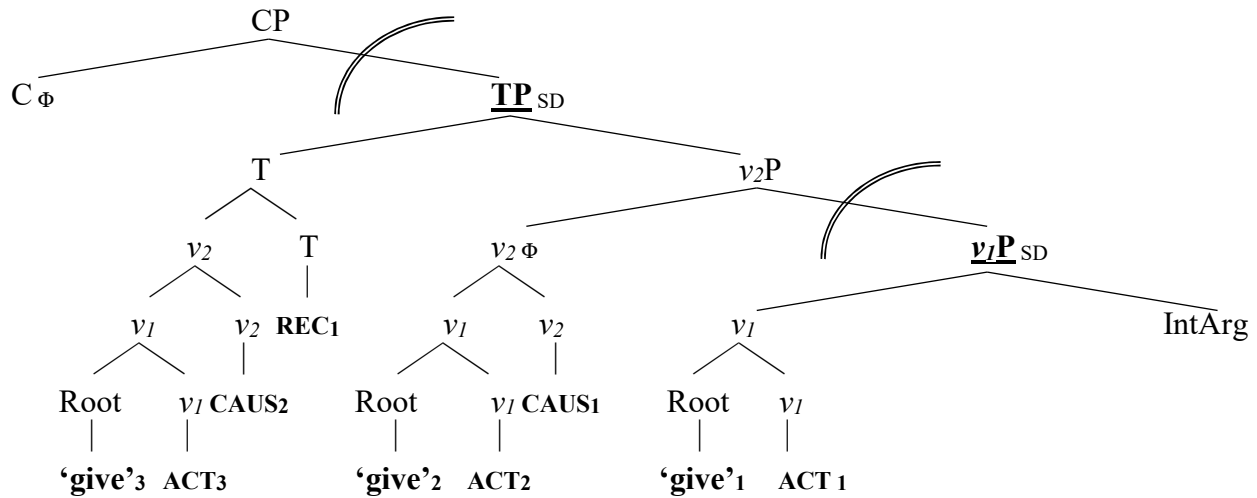 CP
C Φ TP SD
T v2P
v2 T v2 Φ v1P SD
v1 v2 REC1 v1 v2 v1 IntArg
Root v1 CAUS2 Root v1 CAUS1 Root v1
‘give’3 ACT3 ‘give’2 ACT2 ‘give’1 ACT 1